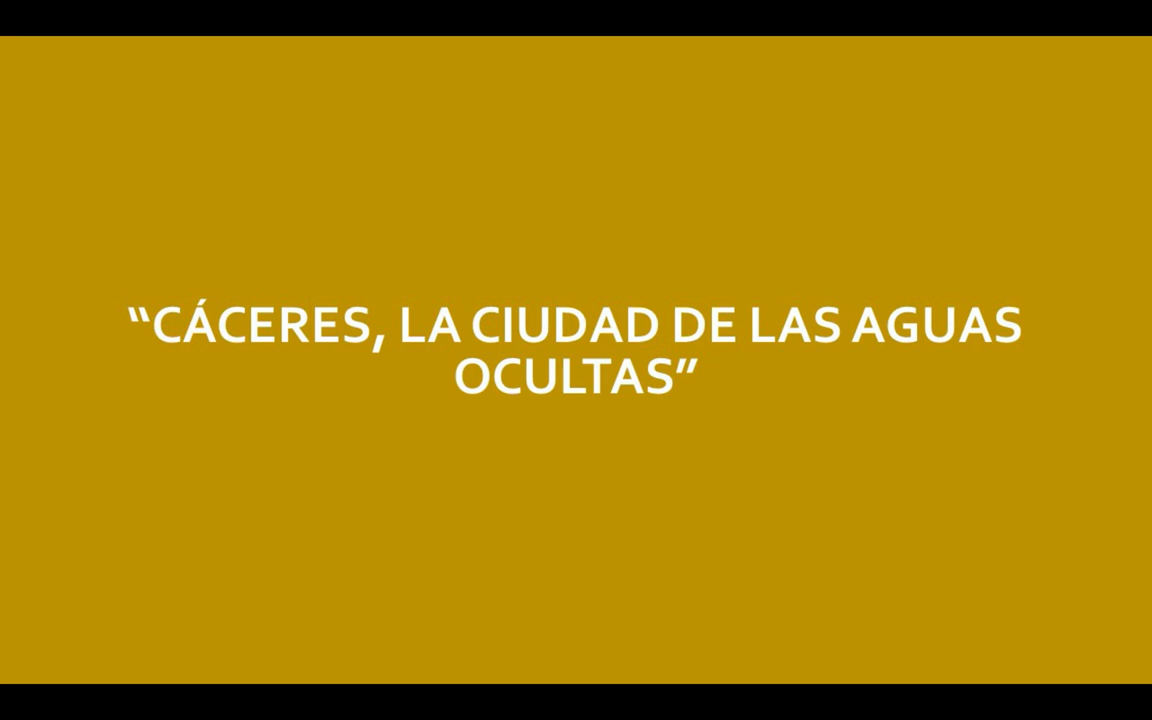 “CÁCERES, LA CIUDAD DE LAS AGUAS
OCULTAS”